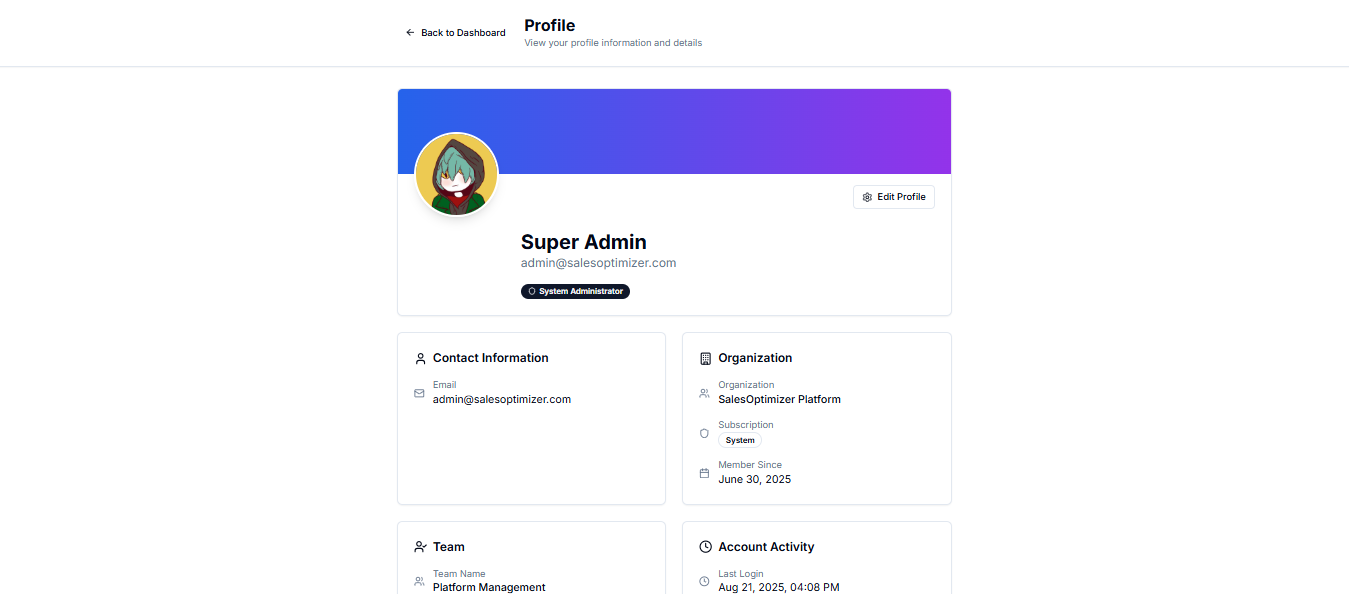 Back to Dashboard
Profile
View your profile information and details
Edit Profile
Super Admin
admin@salesoptimizer.com
System Administrator
Contact Information
Email
admin@salesoptimizer.com
Organization
Organization
SalesOptimizer Platform
Subscription
System
Member Since
June 30, 2025
Team
Team Name
Platform Management
Account Activity
Last Login
Aug 21, 2025, 04:08 PM